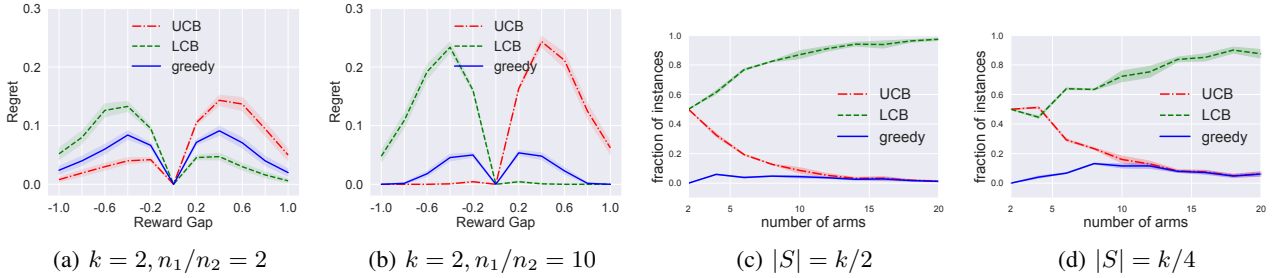 0.3
0.2
0.1
0.0
Regret
UCB
LCB
greedy
-1.0 -0.6 -0.2 0.2 0.6 1.0
Reward Gap
(a) k = 2, n₁/n₂ = 2
0.3
0.2
0.1
0.0
Regret
UCB
LCB
greedy
-1.0 -0.6 -0.2 0.2 0.6 1.0
Reward Gap
(b) k = 2, n₁/n₂ = 10
1.0
0.8
0.6
0.4
0.2
0.0
fraction of instances
UCB
LCB
greedy
2 5 10 15 20
number of arms
(c) |S| = k/2
1.0
0.8
0.6
0.4
0.2
0.0
fraction of instances
UCB
LCB
greedy
2 5 10 15 20
number of arms
(d) |S| = k/4